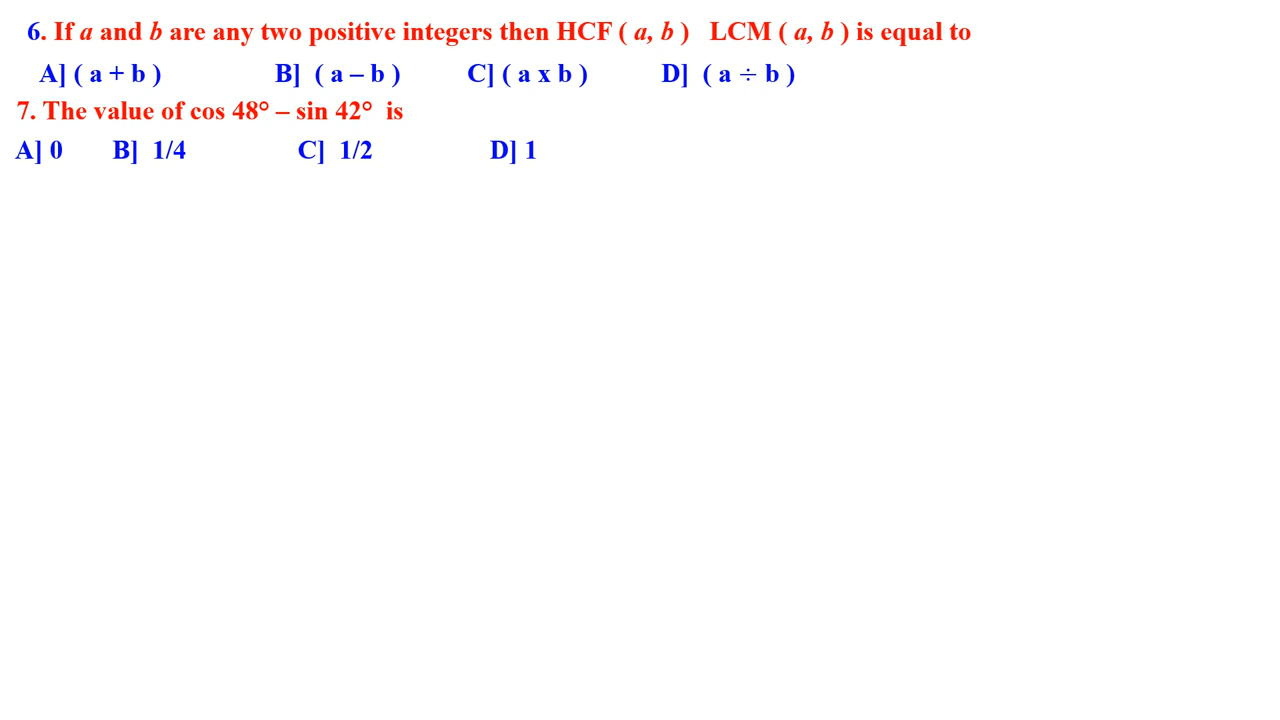 6. If a and b are any two positive integers then HCF ( a, b ) LCM ( a, b ) is equal to
A] ( a + b ) B] ( a – b ) C] ( a x b ) D] ( a ÷ b )
7. The value of cos 48° – sin 42° is
A] 0 B] 1/4 C] 1/2 D] 1